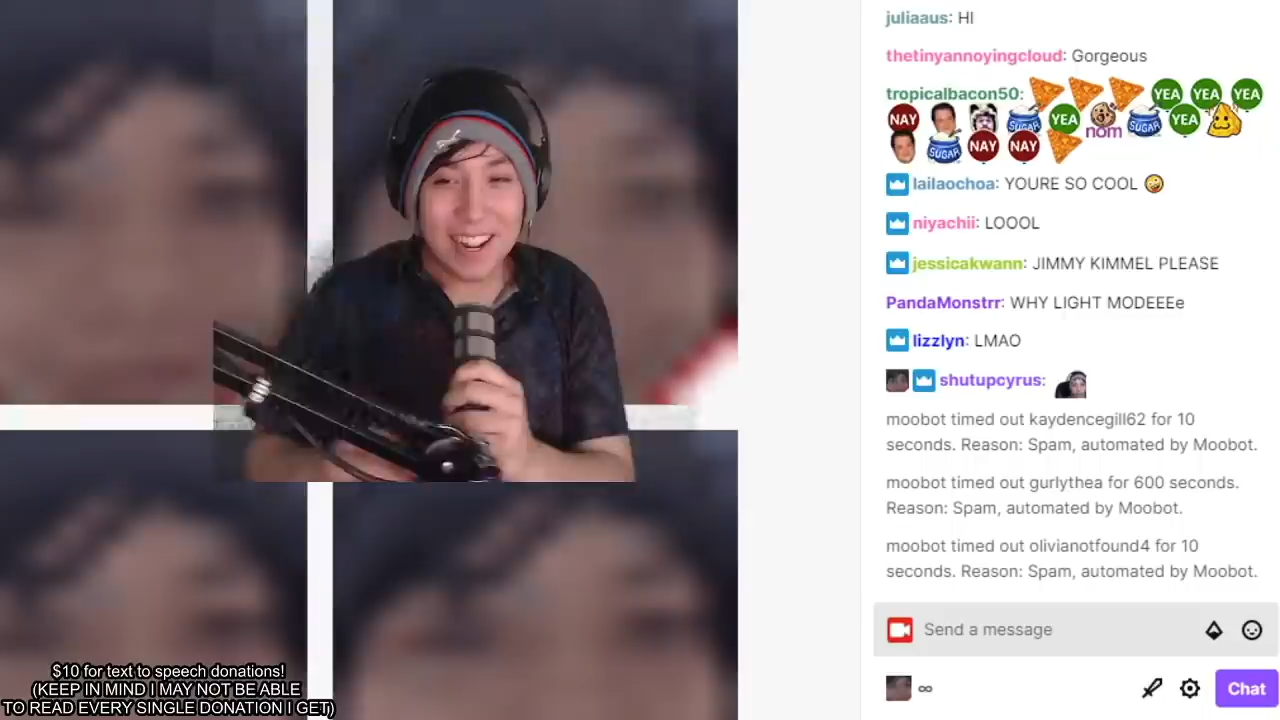 juliaaus: HI
thetinyannoyingcloud: Gorgeous
tropicalbacon50: YEA YEA YEA
NAY SUGAR YEA nom SUGAR YEA
SUGAR NAY NAY
lailaochoa: YOURE SO COOL
niyachii: LOOOL
jessicakwann: JIMMY KIMMEL PLEASE
PandaMonstrr: WHY LIGHT MODEEEe
lizzlyn: LMAO
shutupcyrus:
moobot timed out kaydencegill62 for 10
seconds. Reason: Spam, automated by Moobot.
moobot timed out gurlythea for 600 seconds.
Reason: Spam, automated by Moobot.
moobot timed out olivianotfound4 for 10
seconds. Reason: Spam, automated by Moobot.
Send a message
∞
Chat
$10 for text to speech donations!
(KEEP IN MIND I MAY NOT BE ABLE
TO READ EVERY SINGLE DONATION I GET)